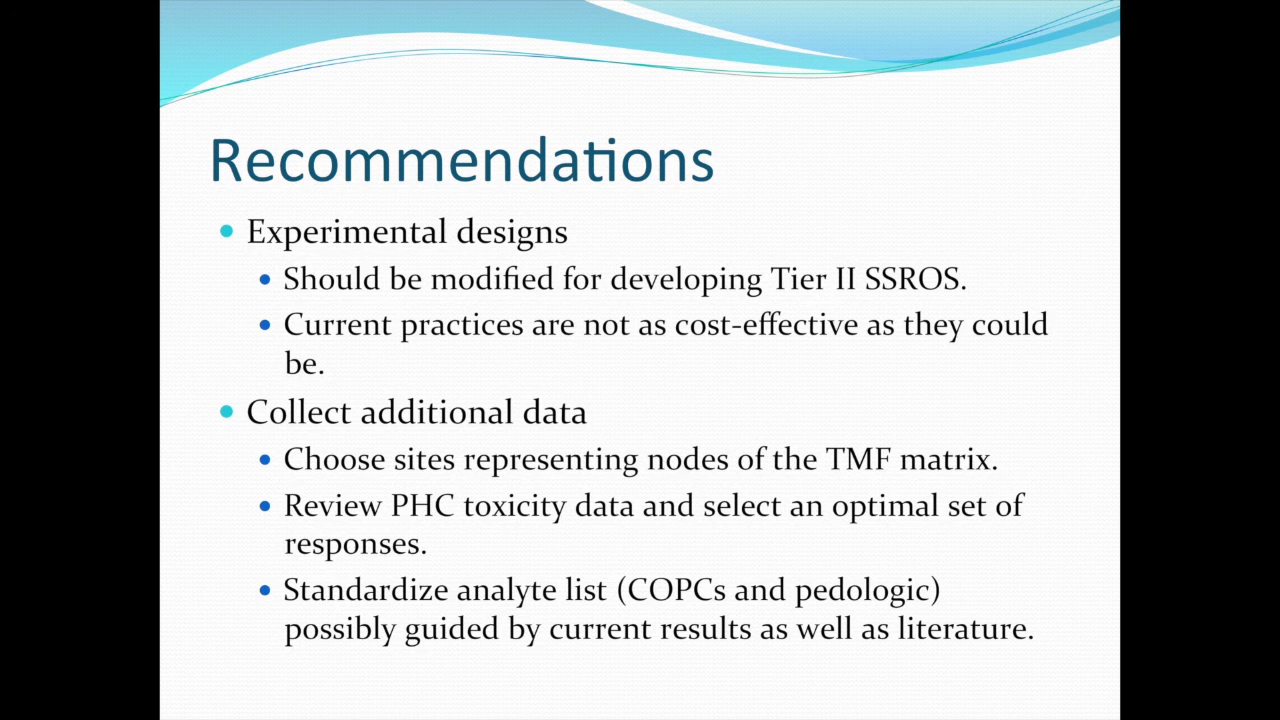 Recommendations
• Experimental designs
• Should be modified for developing Tier II SSROS.
• Current practices are not as cost-effective as they could
be.
• Collect additional data
• Choose sites representing nodes of the TMF matrix.
• Review PHC toxicity data and select an optimal set of
responses.
• Standardize analyte list (COPCs and pedologic)
possibly guided by current results as well as literature.